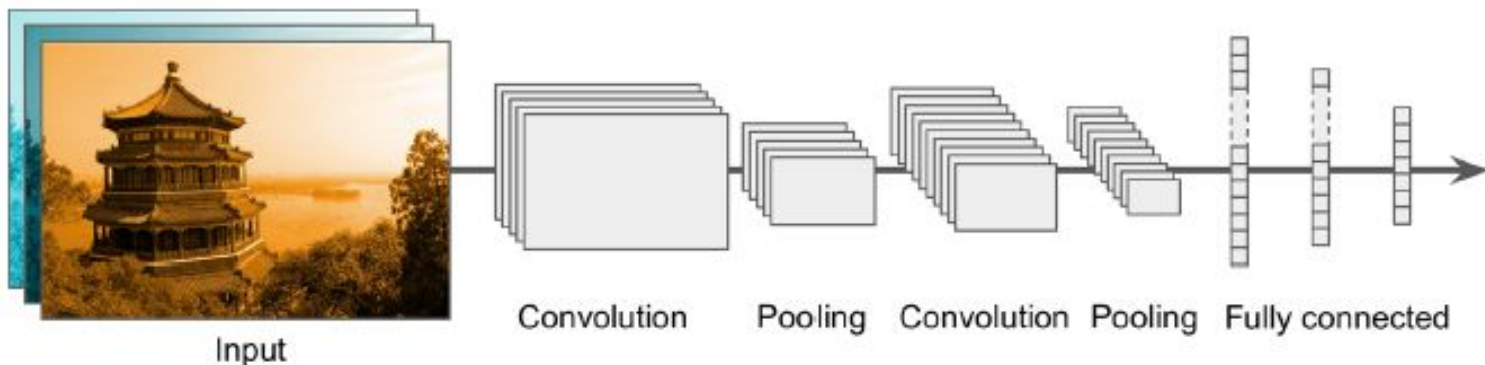 Convolution
Pooling
Convolution
Pooling
Fully connected
Input